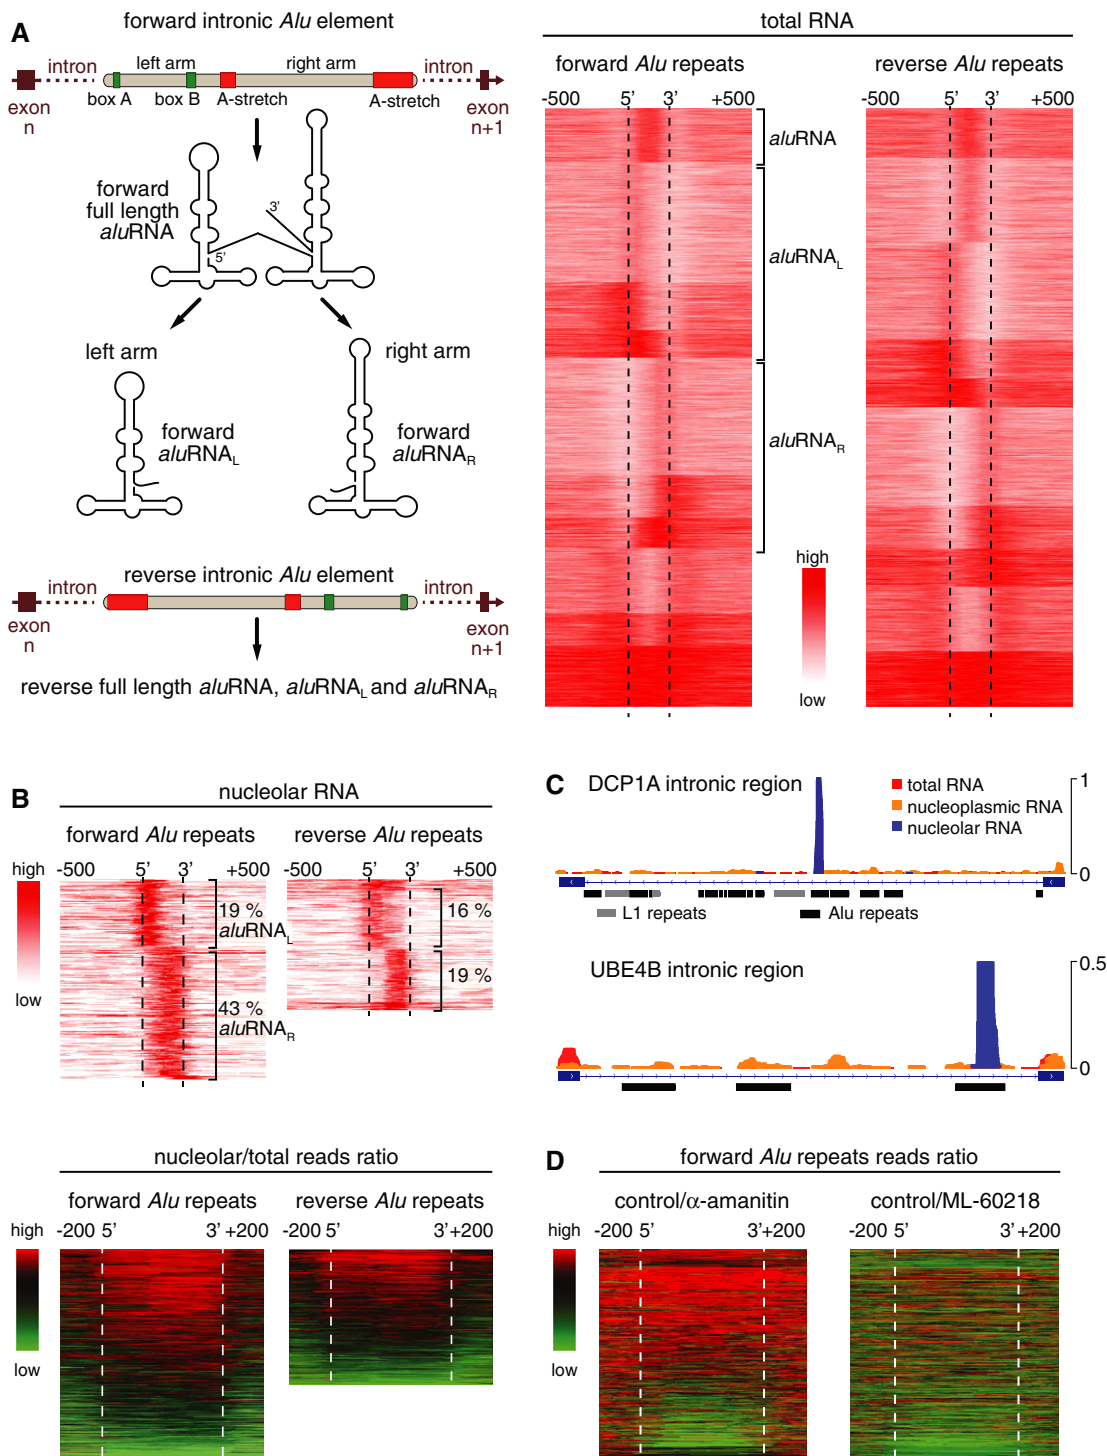 A
forward intronic Alu element
intron
left arm
right arm
intron
exon
n
box A
box B
A-stretch
A-stretch
exon
n+1
forward
full length
aluRNA
3’
5’
left arm
right arm
forward
aluRNAL
forward
aluRNAR
reverse intronic Alu element
intron
intron
exon
n
exon
n+1
reverse full length aluRNA, aluRNAL and aluRNAR
total RNA
forward Alu repeats
reverse Alu repeats
-500 5’ 3’ +500
-500 5’ 3’ +500
aluRNA
aluRNAL
aluRNAR
high
low
B
nucleolar RNA
forward Alu repeats
reverse Alu repeats
high
low
-500 5’ 3’ +500
-500 5’ 3’ +500
19 %
aluRNAL
43 %
aluRNAR
16 %
19 %
nucleolar/total reads ratio
forward Alu repeats
reverse Alu repeats
high
low
-200 5’ 3’ +200
-200 5’ 3’ +200
C
DCP1A intronic region
total RNA
nucleoplasmic RNA
nucleolar RNA
1
0
L1 repeats
Alu repeats
UBE4B intronic region
0.5
0
D
forward Alu repeats reads ratio
control/α-amanitin
control/ML-60218
high
low
-200 5’ 3’ +200
-200 5’ 3’ +200